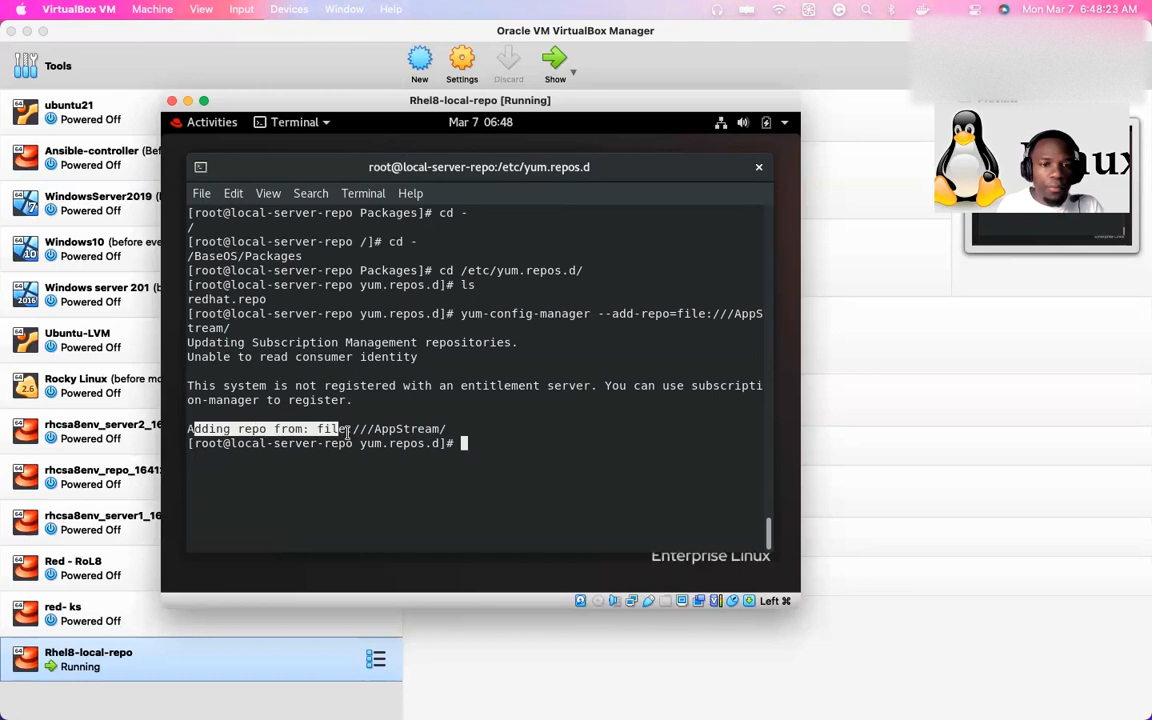 VirtualBox VM Machine View Input Devices Window Help Mon Mar 7 6:48:23 AM
Oracle VM VirtualBox Manager
Tools
New Settings Discard Show
ubuntu21
Powered Off
Ansible-controller (Bef
Powered Off
WindowsServer2019
Powered Off
Windows10 (before ev
Powered Off
Windows server 201 (b
Powered Off
Ubuntu-LVM
Powered Off
Rocky Linux (before mo
Powered Off
rhcsa8env_server2_16
Powered Off
rhcsa8env_repo_16412
Powered Off
rhcsa8env_server1_16
Powered Off
Red - RoL8
Powered Off
red- ks
Powered Off
Rhel8-local-repo
Running
Rhel8-local-repo [Running]
Activities Terminal Mar 7 06:48
root@local-server-repo:/etc/yum.repos.d
File Edit View Search Terminal Help
[root@local-server-repo Packages]# cd -
/
[root@local-server-repo /]# cd -
/BaseOS/Packages
[root@local-server-repo Packages]# cd /etc/yum.repos.d/
[root@local-server-repo yum.repos.d]# ls
redhat.repo
[root@local-server-repo yum.repos.d]# yum-config-manager --add-repo=file:///AppS
tream/
Updating Subscription Management repositories.
Unable to read consumer identity
This system is not registered with an entitlement server. You can use subscripti
on-manager to register.
Adding repo from: file:///AppStream/
[root@local-server-repo yum.repos.d]#
Enterprise Linux
Left ⌘